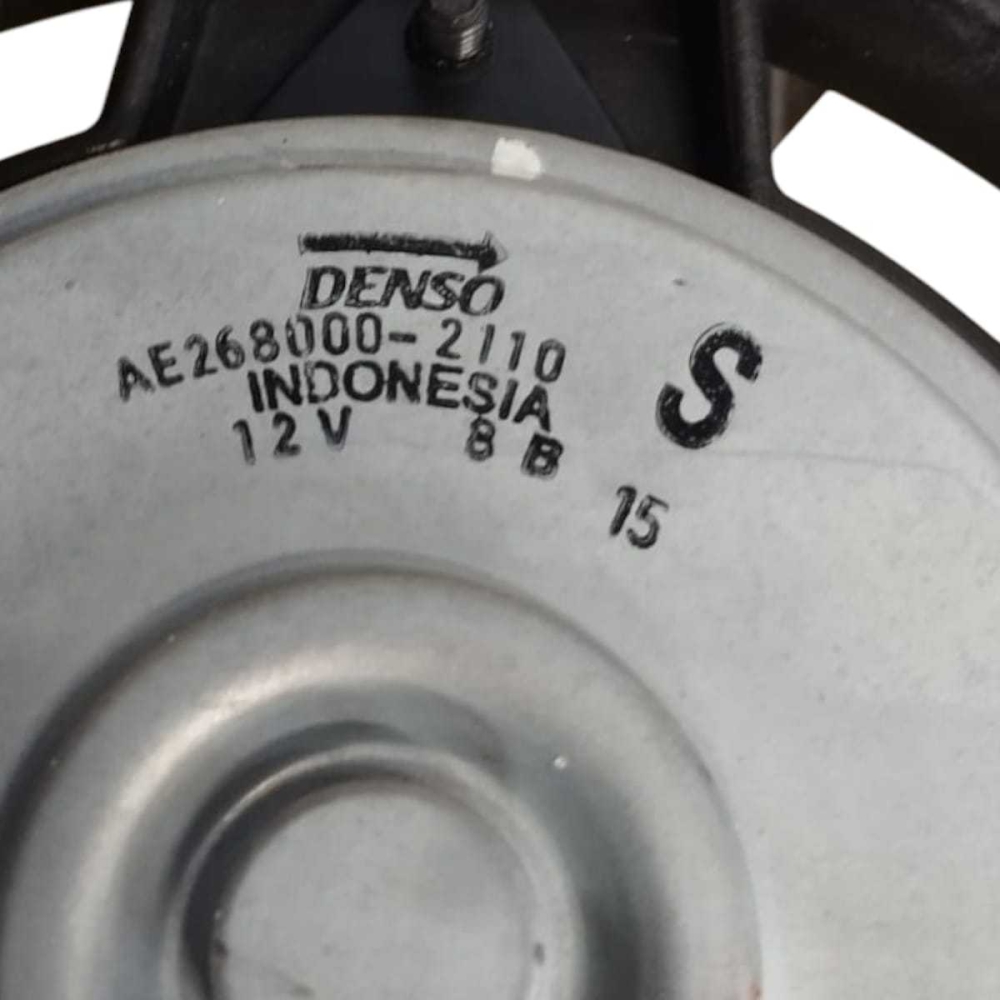 DENSO
AE268000-2110
INDONESIA
12V 8B
S
15